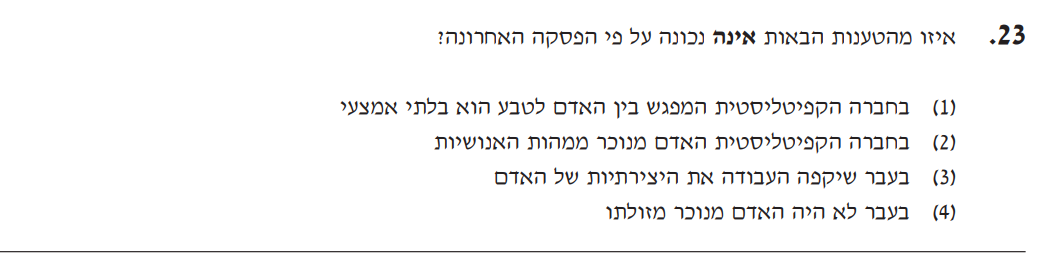 23. איזו מהטענות הבאות אינה נכונה על פי הפסקה האחרונה?
(1) בחברה הקפיטליסטית המפגש בין האדם לטבע הוא בלתי אמצעי
(2) בחברה הקפיטליסטית האדם מנוכר ממהות האנושיות
(3) בעבר שיקפה העבודה את היצירתיות של האדם
(4) בעבר לא היה האדם מנוכר מזולתו